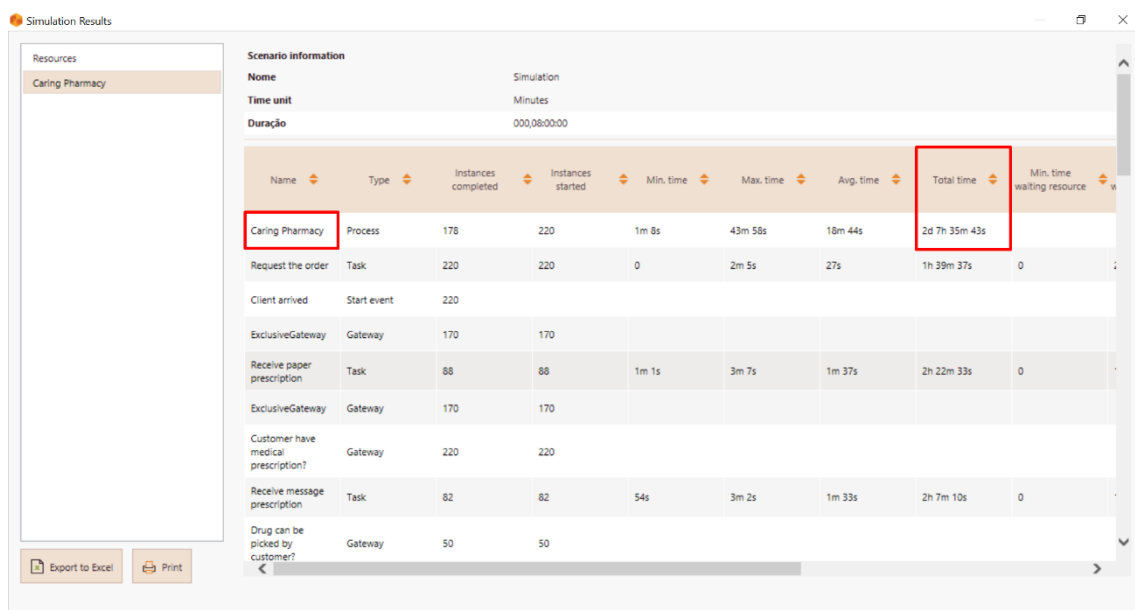 Simulation Results
Resources
Caring Pharmacy
Scenario information
Nome Simulation
Time unit Minutes
Duração 000,08:00:00
Name Type Instances completed Instances started Min. time Max. time Avg. time Total time Min. time waiting resource
Caring Pharmacy Process 178 220 1m 8s 43m 58s 18m 44s 2d 7h 35m 43s
Request the order Task 220 220 0 2m 5s 27s 1h 39m 37s 0
Client arrived Start event 220
ExclusiveGateway Gateway 170 170
Receive paper prescription Task 88 88 1m 1s 3m 7s 1m 37s 2h 22m 33s 0
ExclusiveGateway Gateway 170 170
Customer have medical prescription? Gateway 220 220
Receive message prescription Task 82 82 54s 3m 2s 1m 33s 2h 7m 10s 0
Drug can be picked by customer? Gateway 50 50
Export to Excel Print